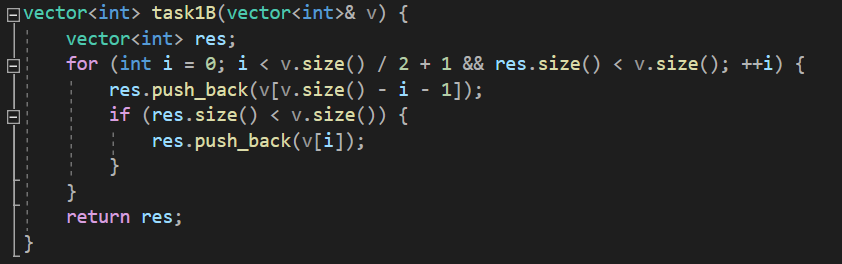 vector<int> task1B(vector<int>& v) {
    vector<int> res;
    for (int i = 0; i < v.size() / 2 + 1 && res.size() < v.size(); ++i) {
        res.push_back(v[v.size() - i - 1]);
        if (res.size() < v.size()) {
            res.push_back(v[i]);
        }
    }
    return res;
}